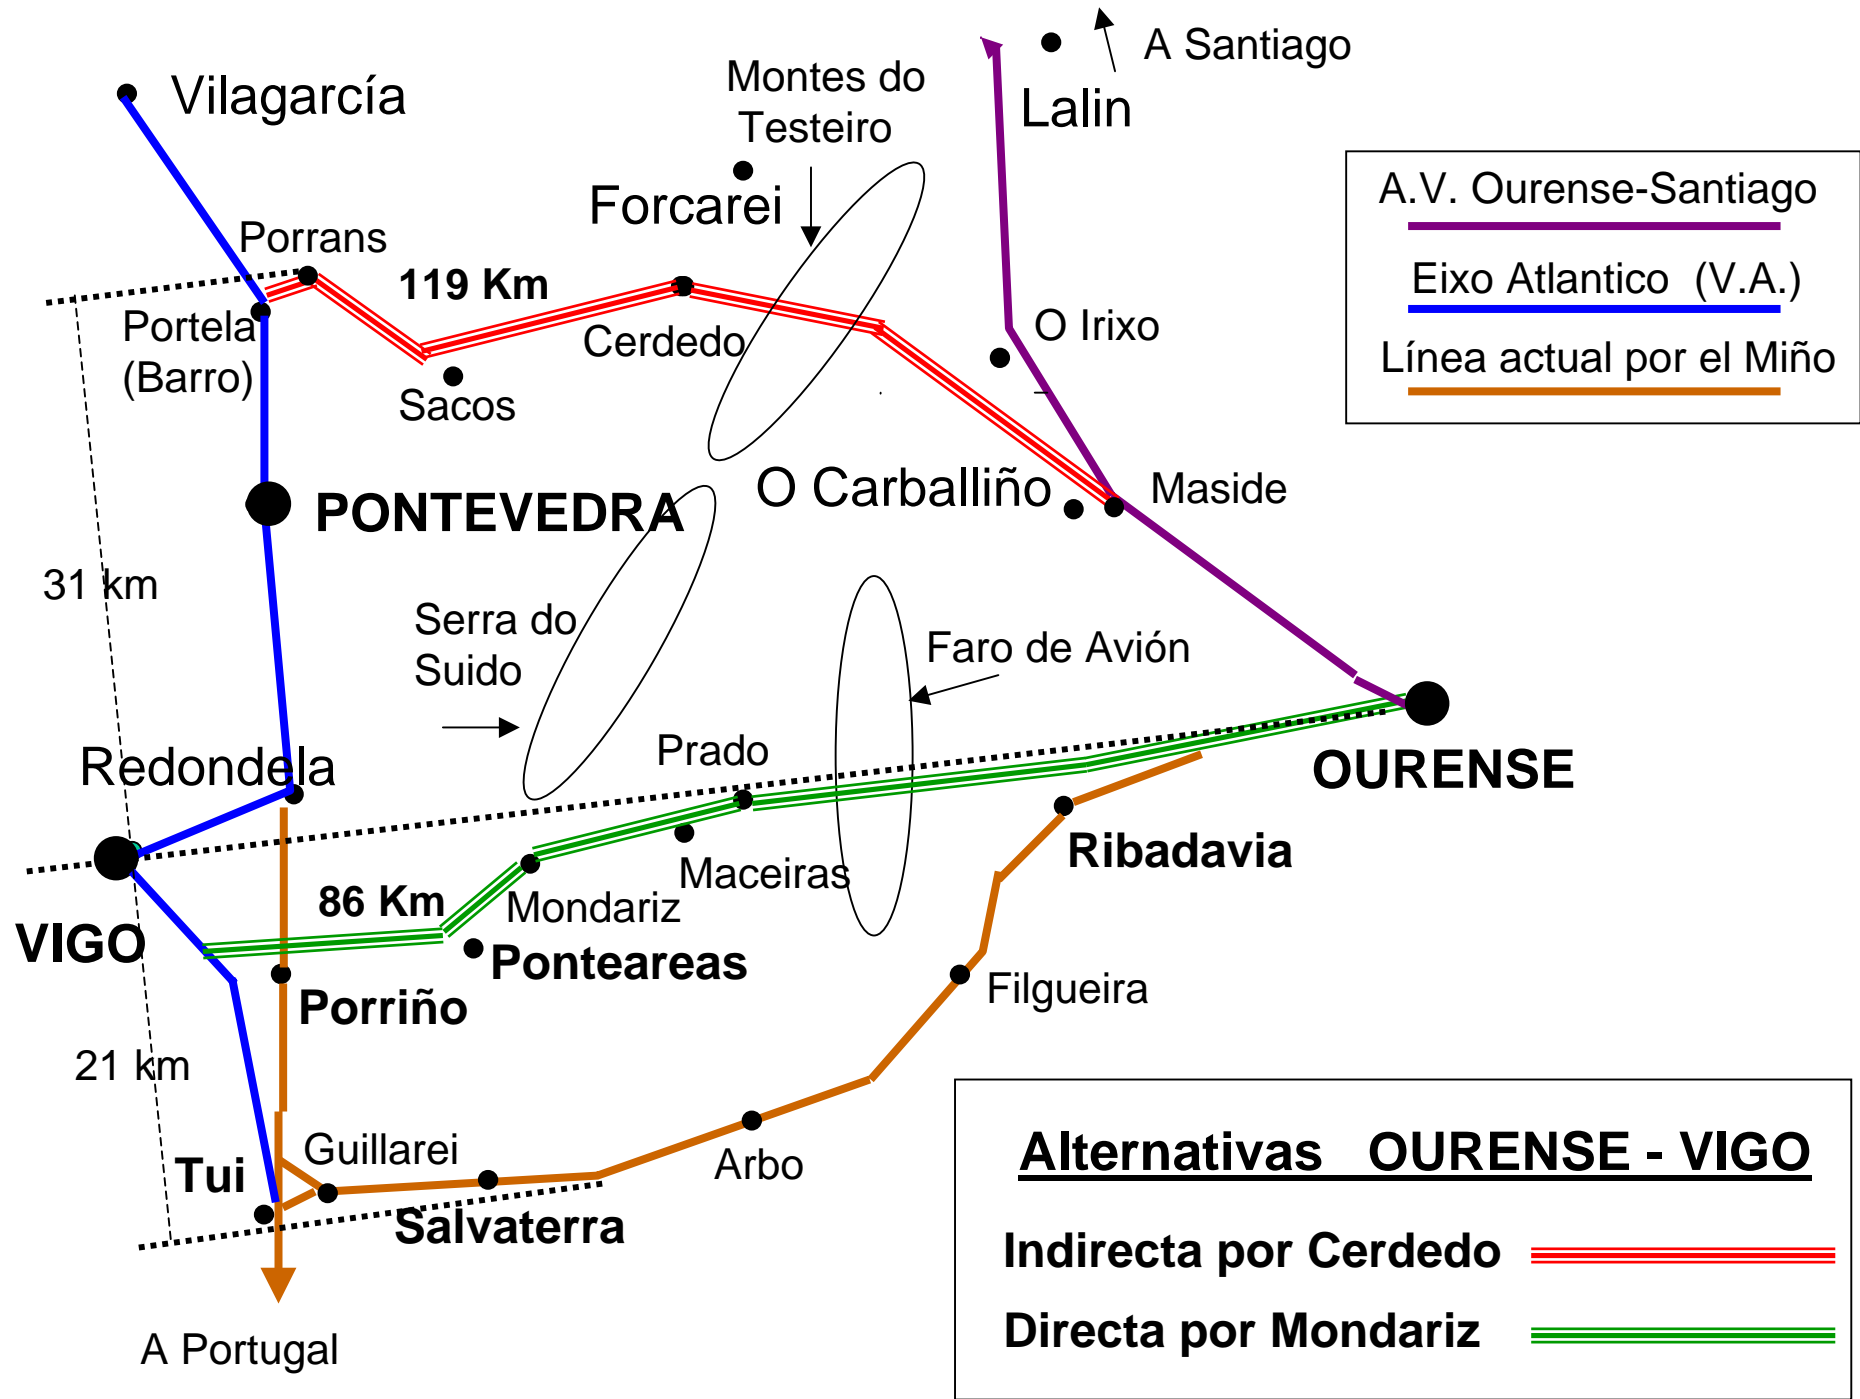 A Santiago
Vilagarcía
Montes do
Testeiro
Lalin
Forcarei
A.V. Ourense-Santiago
Eixo Atlantico (V.A.)
Línea actual por el Miño
Porrans
119 Km
Portela
(Barro)
Cerdedo
O Irixo
Sacos
O Carballiño
Maside
PONTEVEDRA
31 km
Serra do
Suido
Faro de Avión
Redondela
Prado
OURENSE
Ribadavia
Maceiras
86 Km
Mondariz
VIGO
Ponteareas
Porriño
Filgueira
21 km
Guillarei
Tui
Arbo
Salvaterra
A Portugal
Alternativas OURENSE - VIGO
Indirecta por Cerdedo
Directa por Mondariz